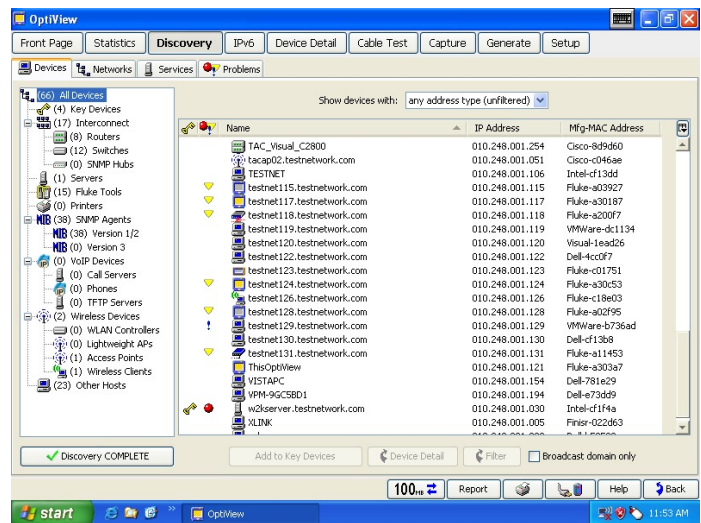 OptiView
Front Page Statistics Discovery IPv6 Device Detail Cable Test Capture Generate Setup
Devices Networks Services Problems
(66) All Devices
(4) Key Devices
(17) Interconnect
(8) Routers
(12) Switches
(0) SNMP Hubs
(1) Servers
(15) Fluke Tools
(0) Printers
(38) SNMP Agents
(38) Version 1/2
(0) Version 3
(0) VoIP Devices
(0) Call Servers
(0) Phones
(0) TFTP Servers
(2) Wireless Devices
(0) WLAN Controllers
(0) Lightweight APs
(1) Access Points
(1) Wireless Clients
(23) Other Hosts
Show devices with: any address type (unfiltered)
Name IP Address Mfg-MAC Address
TAC_Visual_C2800 010.248.001.254 Cisco-8d9d60
tacap02.testnetwork.com 010.248.001.051 Cisco-c046ae
TESTNET 010.248.001.106 Intel-cf13dd
testnet115.testnetwork.com 010.248.001.115 Fluke-a03927
testnet117.testnetwork.com 010.248.001.117 Fluke-a30187
testnet118.testnetwork.com 010.248.001.118 Fluke-a200f7
testnet119.testnetwork.com 010.248.001.119 VMWare-dc1134
testnet120.testnetwork.com 010.248.001.120 Visual-1ead26
testnet122.testnetwork.com 010.248.001.122 Dell-4cc0f7
testnet123.testnetwork.com 010.248.001.123 Fluke-c01751
testnet124.testnetwork.com 010.248.001.124 Fluke-a30c53
testnet126.testnetwork.com 010.248.001.126 Fluke-c18e03
testnet128.testnetwork.com 010.248.001.128 Fluke-a02f95
testnet129.testnetwork.com 010.248.001.129 VMWare-b736ad
testnet130.testnetwork.com 010.248.001.130 Dell-cf13b8
testnet131.testnetwork.com 010.248.001.131 Fluke-a11453
ThisOptiView 010.248.001.121 Fluke-a303a7
VISTAPC 010.248.001.154 Dell-781e29
VPM-9GC5BD1 010.248.001.194 Dell-e73dd9
w2kserver.testnetwork.com 010.248.001.030 Intel-cf1f4a
XLINK 010.248.001.005 Finisr-022d63
Discovery COMPLETE Add to Key Devices Device Detail Filter Broadcast domain only
100 Report Help Back
start OptiView 11:53 AM